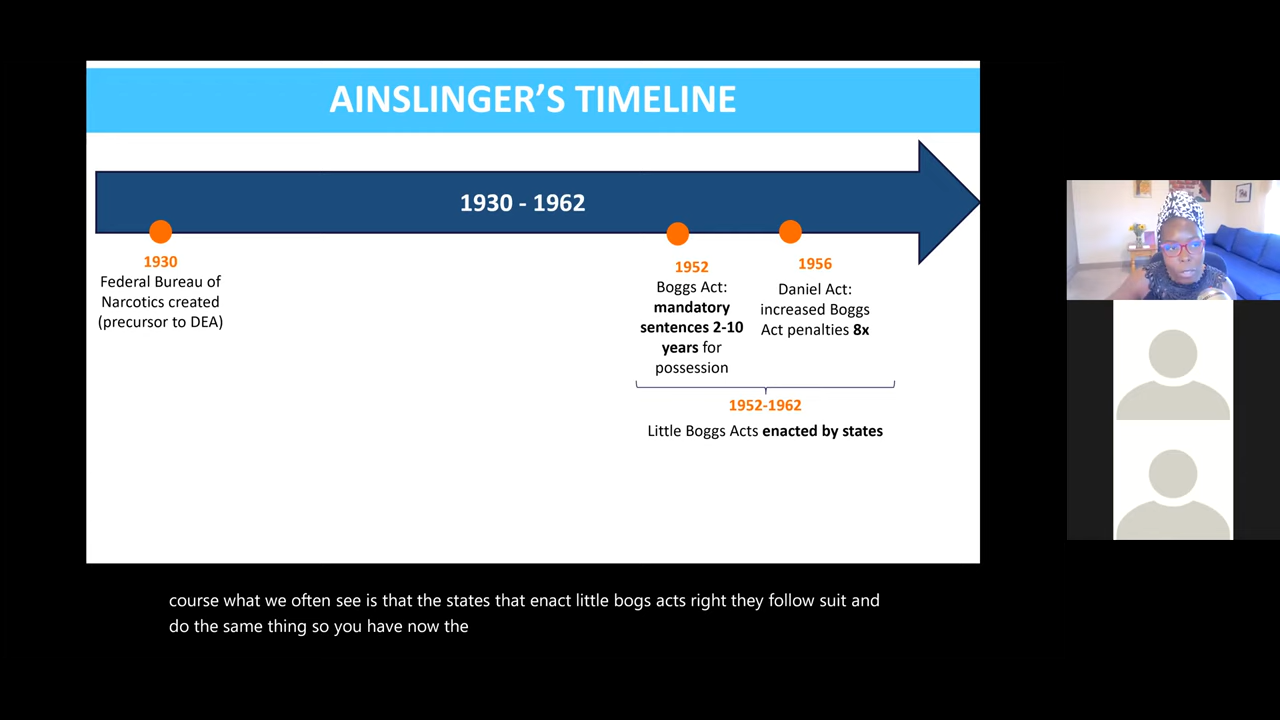 AINSLINGER'S TIMELINE
1930 - 1962
1930
Federal Bureau of
Narcotics created
(precursor to DEA)
1952
Boggs Act:
mandatory
sentences 2-10
years for
possession
1956
Daniel Act:
increased Boggs
Act penalties 8x
1952-1962
Little Boggs Acts enacted by states
course what we often see is that the states that enact little bogs acts right they follow suit and
do the same thing so you have now the